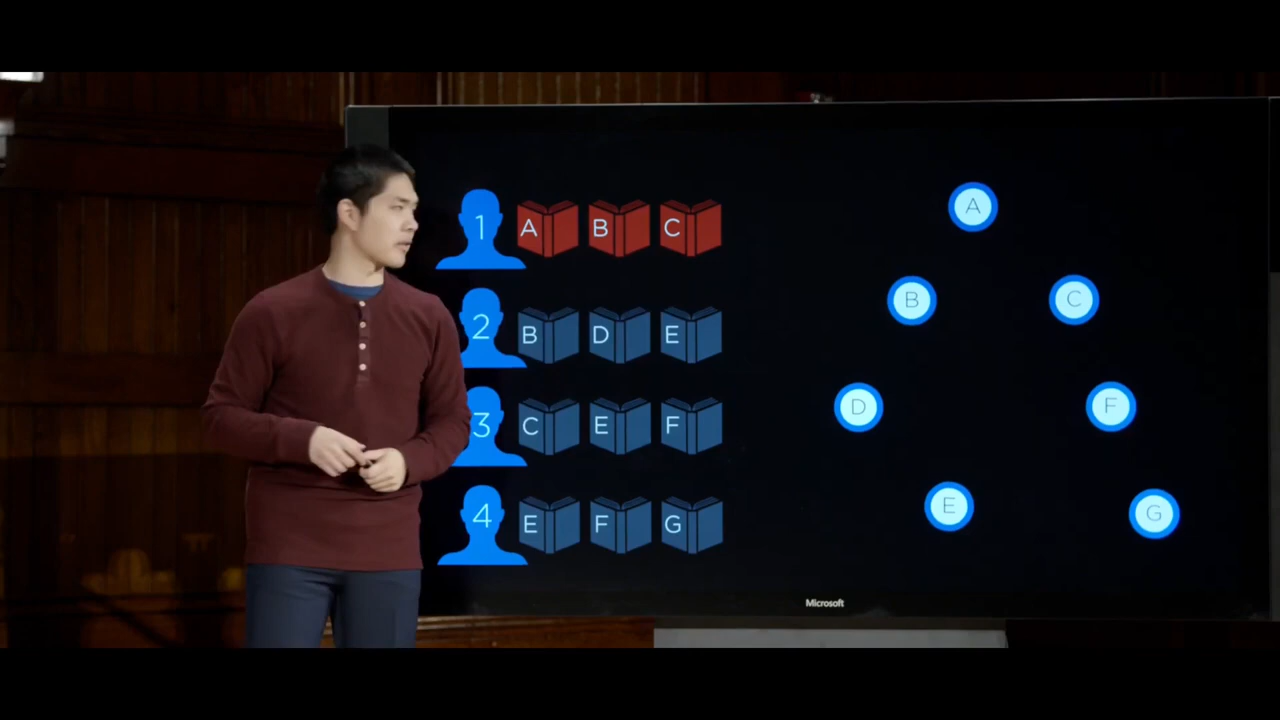 1 A B C
2 B D E
3 C E F
4 E F G
A
B C
D F
E G
Microsoft